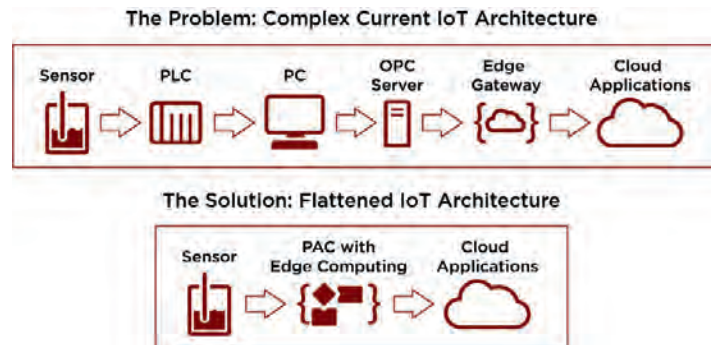 The Problem: Complex Current IoT Architecture
Sensor
PLC
PC
OPC
Server
Edge
Gateway
Cloud
Applications
The Solution: Flattened IoT Architecture
Sensor
PAC with
Edge Computing
Cloud
Applications